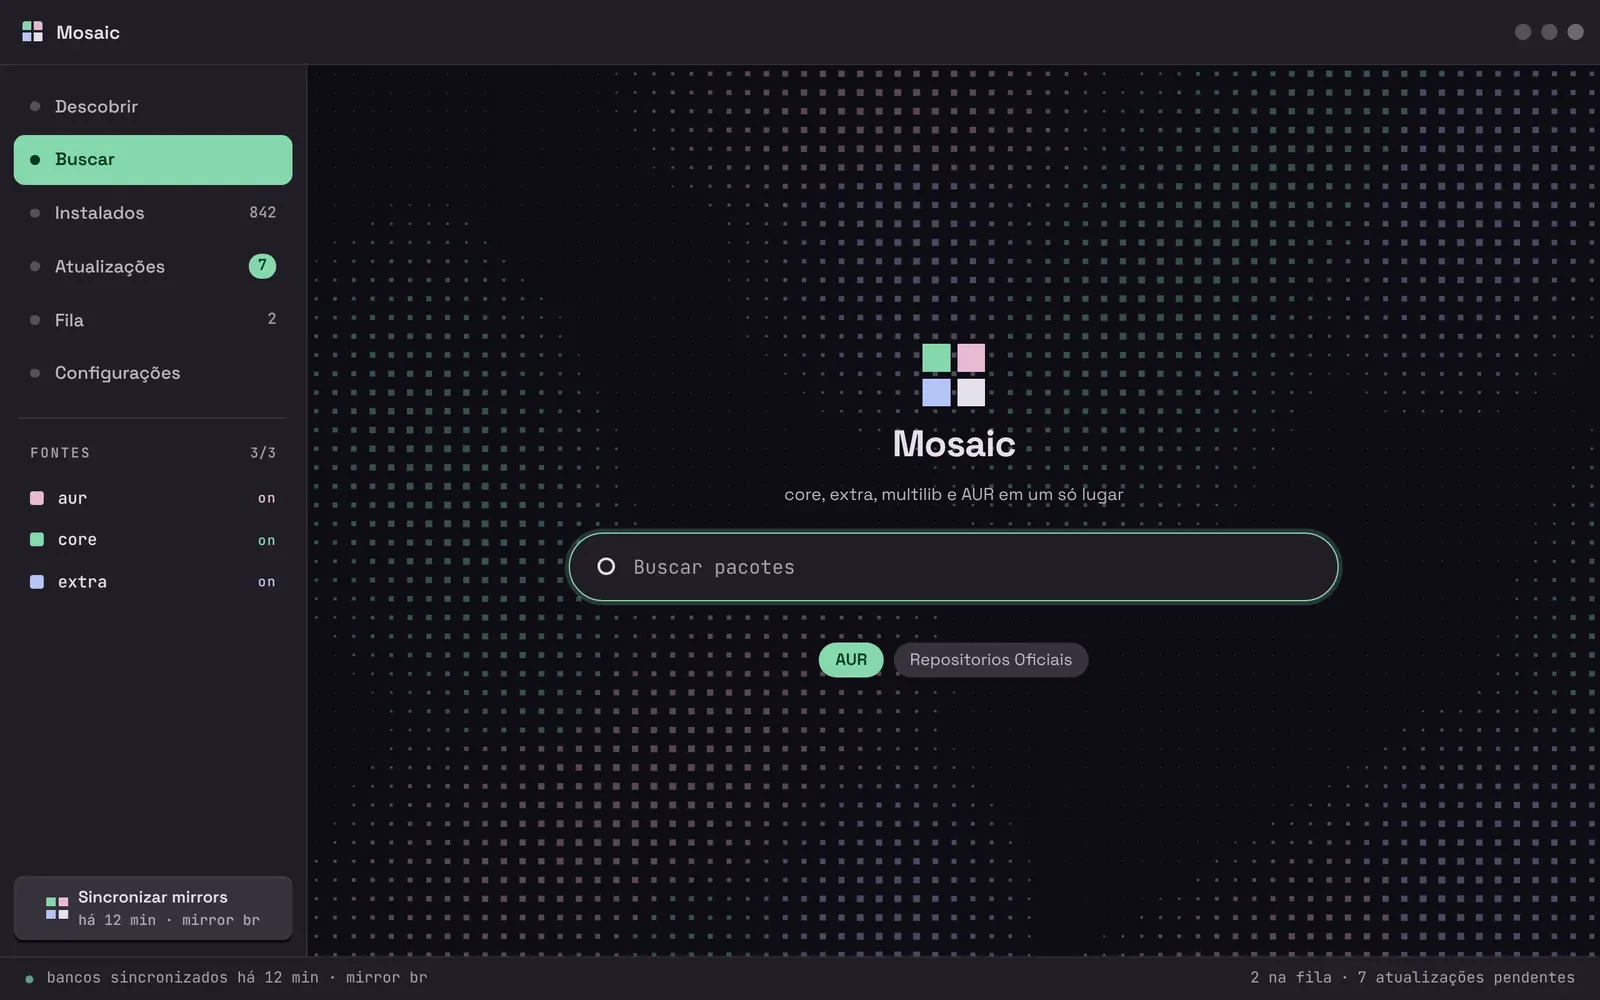 Mosaic
Descobrir
Buscar
Instalados 842
Atualizações 7
Fila 2
Configurações
FONTES 3/3
aur on
core on
extra on
Sincronizar mirrors
há 12 min · mirror br
Mosaic
core, extra, multilib e AUR em um só lugar
Buscar pacotes
AUR Repositorios Oficiais
bancos sincronizados há 12 min · mirror br
2 na fila · 7 atualizações pendentes